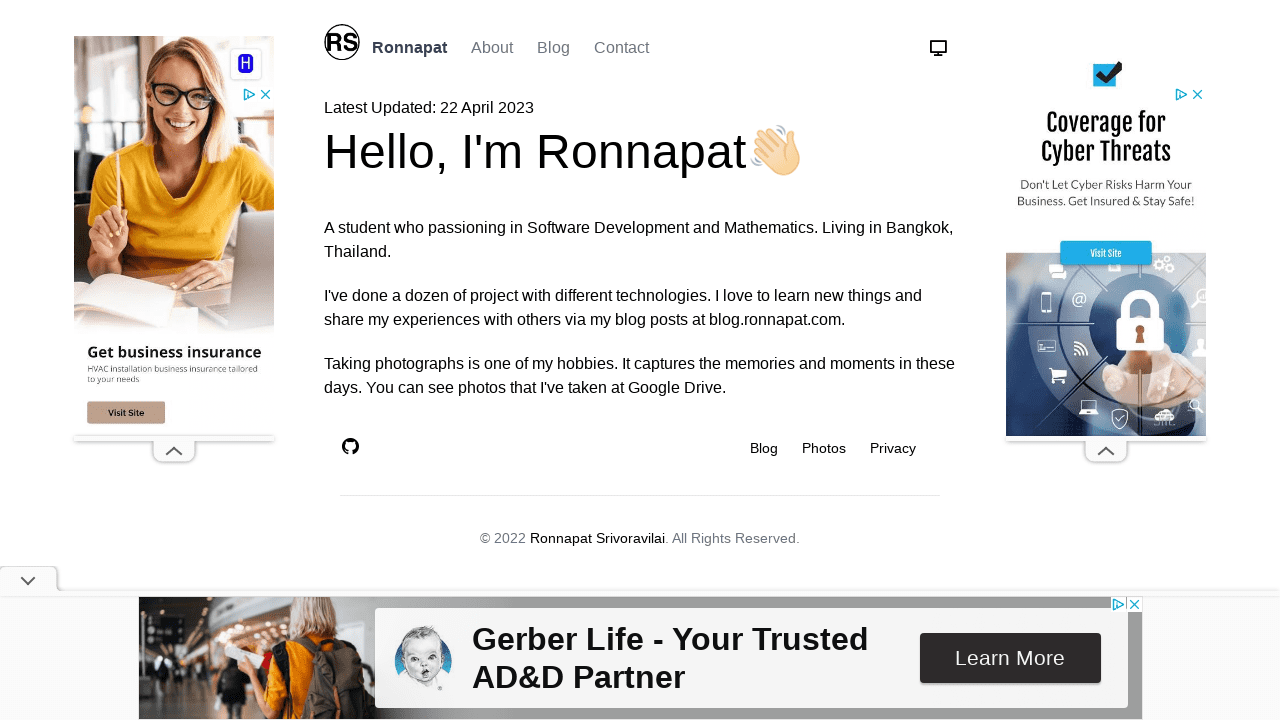 RS
Ronnapat
About
Blog
Contact
Latest Updated: 22 April 2023
Hello, I'm Ronnapat
A student who passioning in Software Development and Mathematics. Living in Bangkok,
Thailand.
I've done a dozen of project with different technologies. I love to learn new things and
share my experiences with others via my blog posts at blog.ronnapat.com.
Taking photographs is one of my hobbies. It captures the memories and moments in these
days. You can see photos that I've taken at Google Drive.
Blog
Photos
Privacy
© 2022 Ronnapat Srivoravilai. All Rights Reserved.
H
Get business insurance
HVAC installation business insurance tailored
to your needs
Visit Site
Coverage for
Cyber Threats
Don't Let Cyber Risks Harm Your
Business. Get Insured & Stay Safe!
Visit Site
@
Gerber Life - Your Trusted
AD&D Partner
Learn More